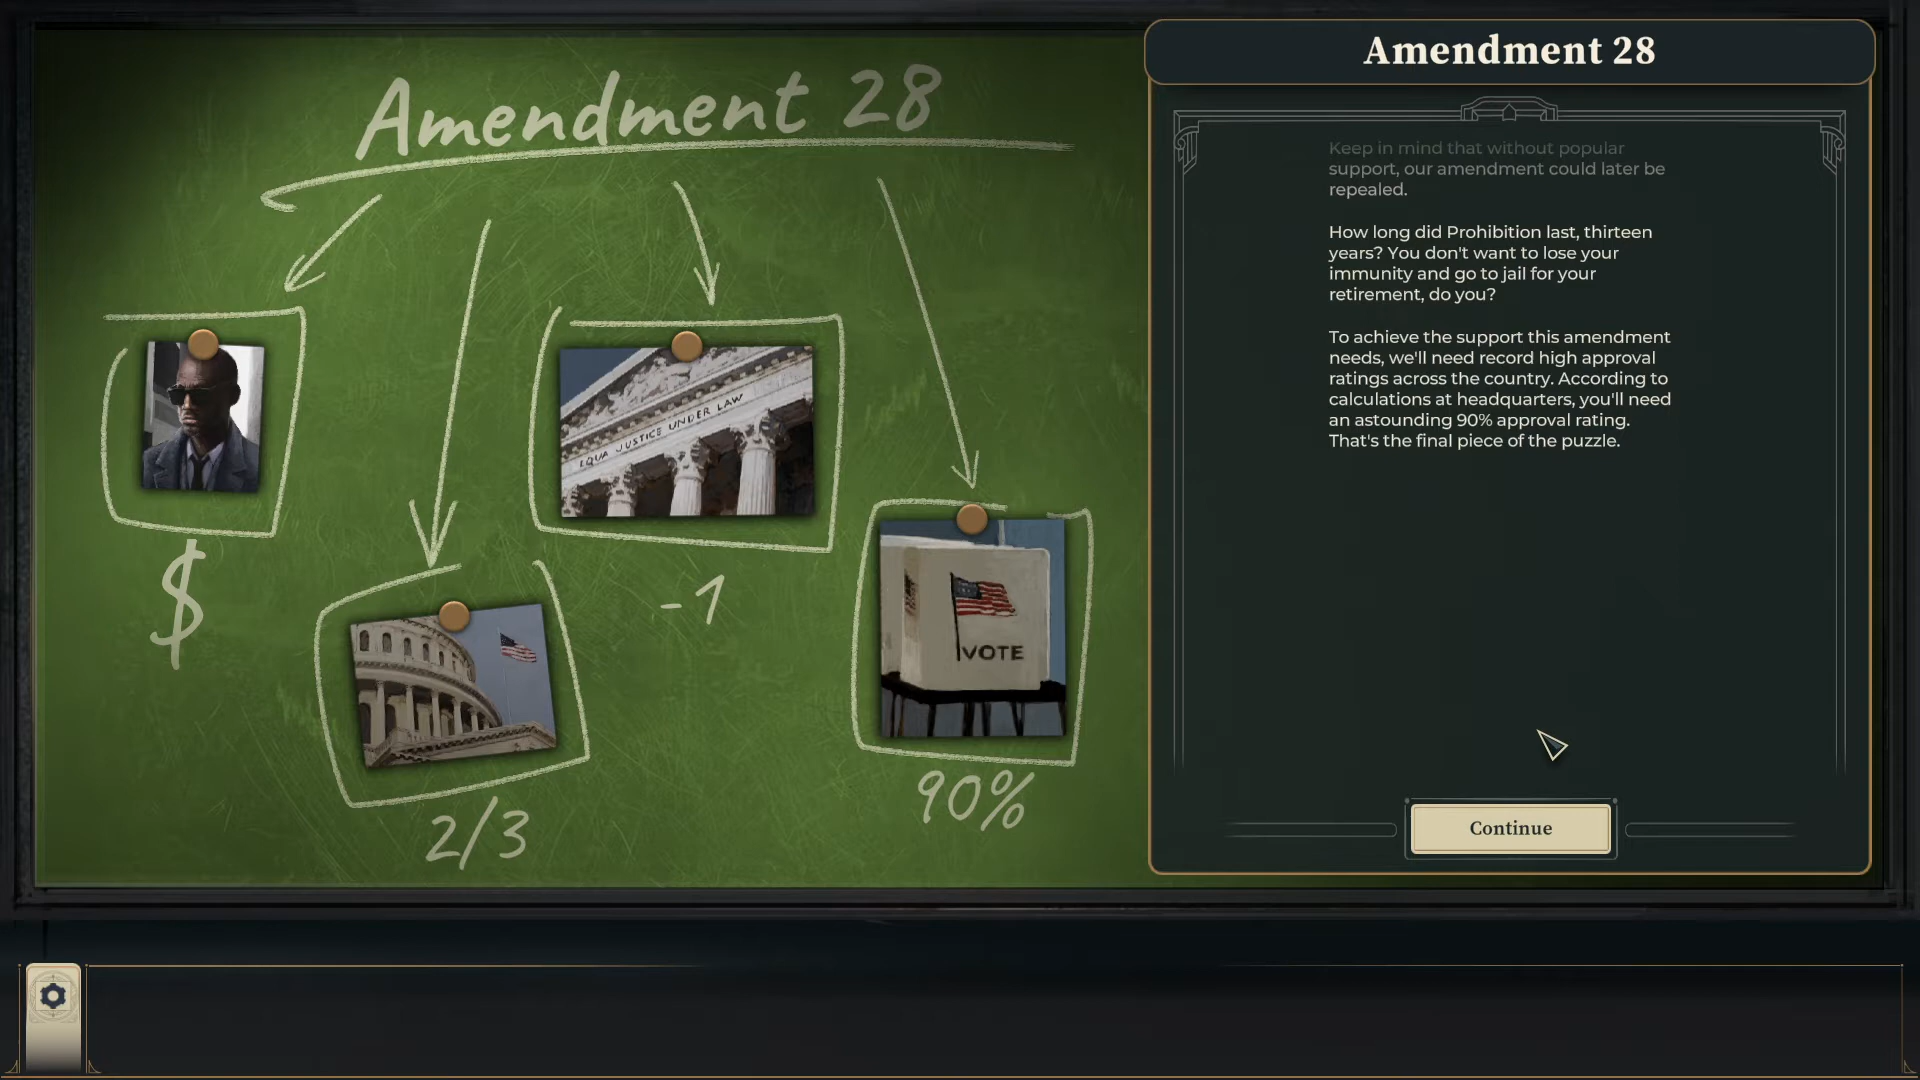 Amendment 28
EQUA JUSTICE UNDER LAW
$
-1
VOTE
2/3
90%
Amendment 28
Keep in mind that without popular
support, our amendment could later be
repealed.
How long did Prohibition last, thirteen
years? You don't want to lose your
immunity and go to jail for your
retirement, do you?
To achieve the support this amendment
needs, we'll need record high approval
ratings across the country. According to
calculations at headquarters, you'll need
an astounding 90% approval rating.
That's the final piece of the puzzle.
Continue